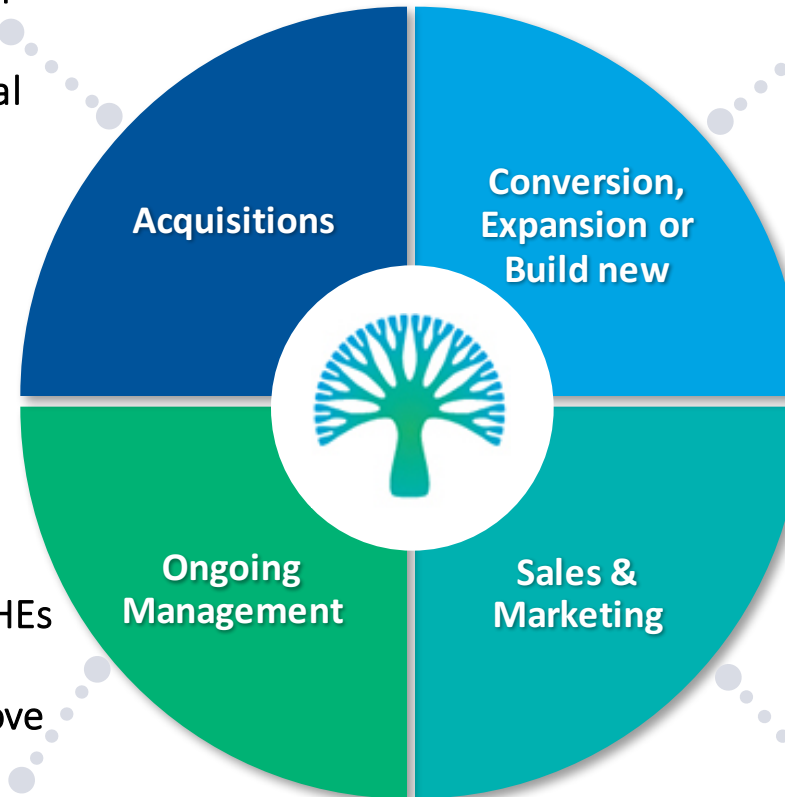 al
Acquisitions
Conversion,
Expansion or
Build new
Ongoing
Management
Sales &
Marketing
HEs
ove